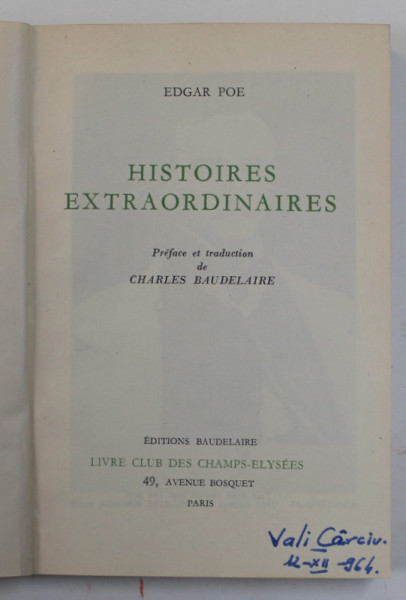 EDGAR POE
HISTOIRES
EXTRAORDINAIRES
Préface et traduction
de
CHARLES BAUDELAIRE
ÉDITIONS BAUDELAIRE
LIVRE CLUB DES CHAMPS-ELYSÉES
49, AVENUE BOSQUET
PARIS
Vali Cârciu.
12-XII-964.